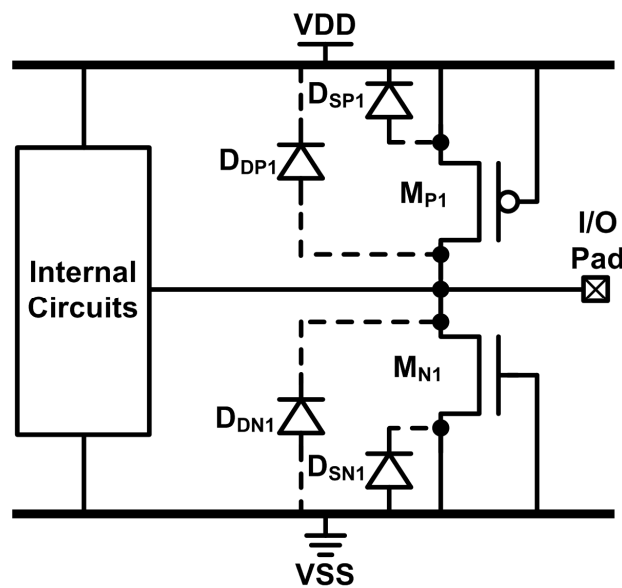 VDD
DSP1
DDP1
MP1
I/O
Pad
Internal
Circuits
MN1
DDN1
DSN1
VSS